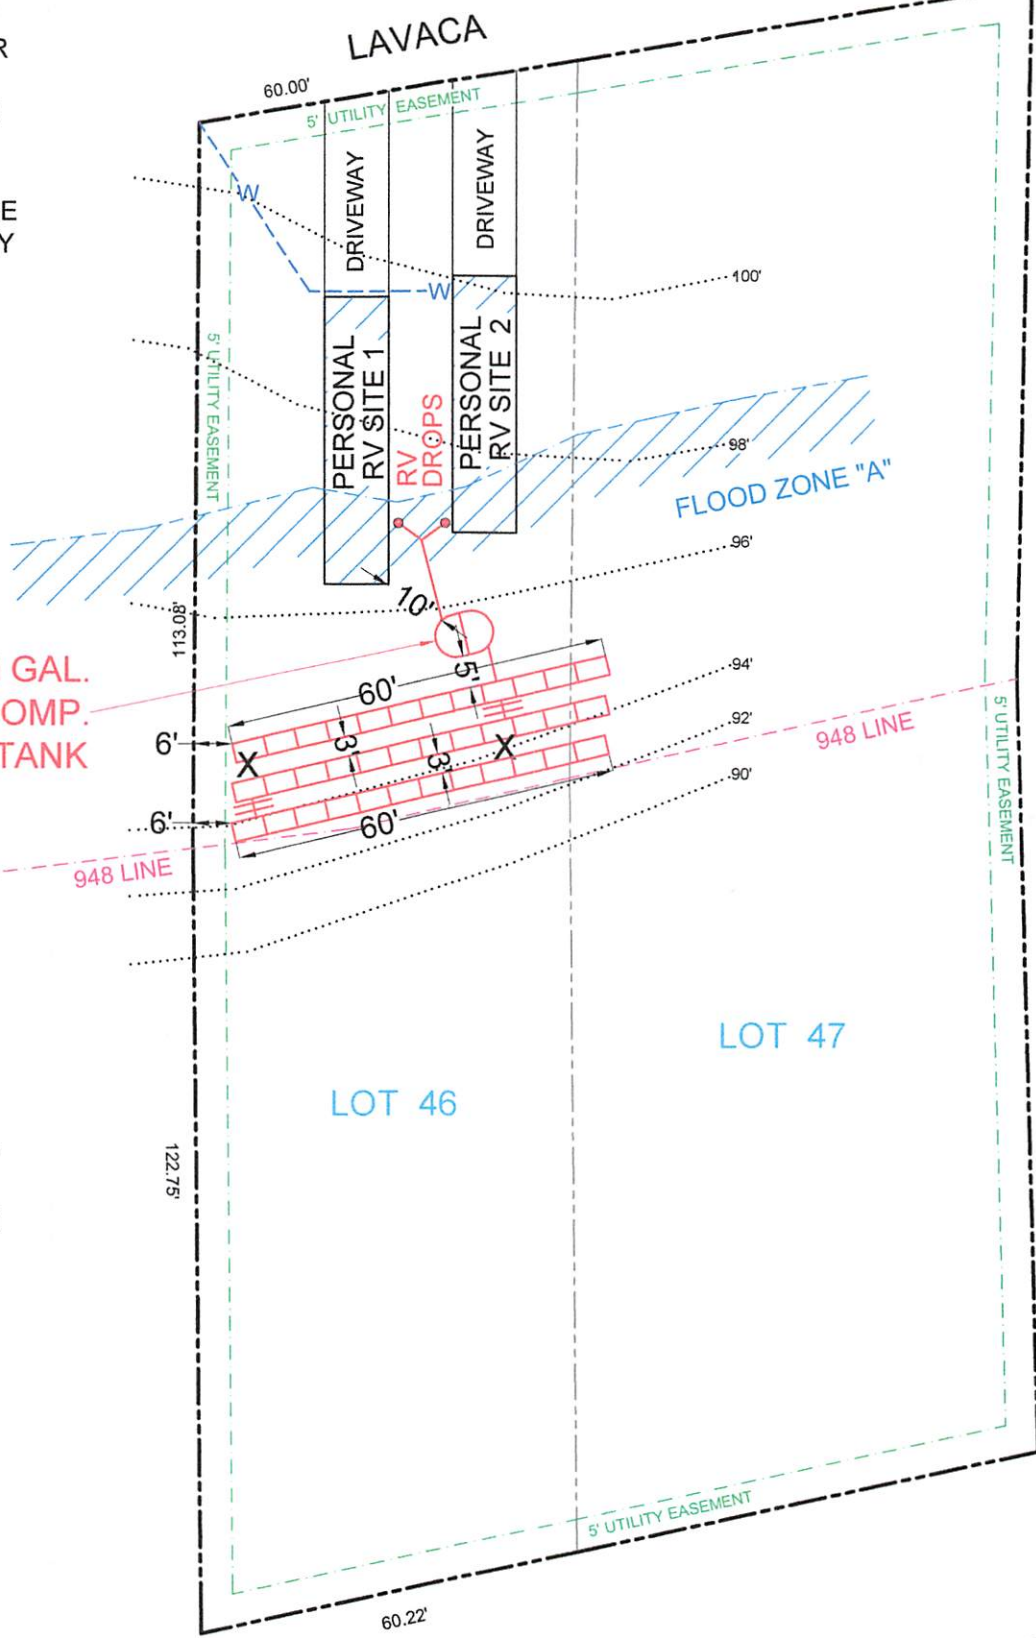 R
LAVACA
60.00'
5' UTILITY EASEMENT
W
DRIVEWAY
DRIVEWAY
E
Y
W
100'
5' UTILITY EASEMENT
PERSONAL
RV SITE 1
RV
DROPS
PERSONAL
RV SITE 2
98'
FLOOD ZONE "A"
96'
10'
113.08'
GAL.
OMP.
TANK
5'
60'
94'
6'
X
3'
3'
X
92'
948 LINE
5' UTILITY EASEMENT
90'
6'
60'
948 LINE
LOT 47
LOT 46
122.75'
5' UTILITY EASEMENT
60.22'